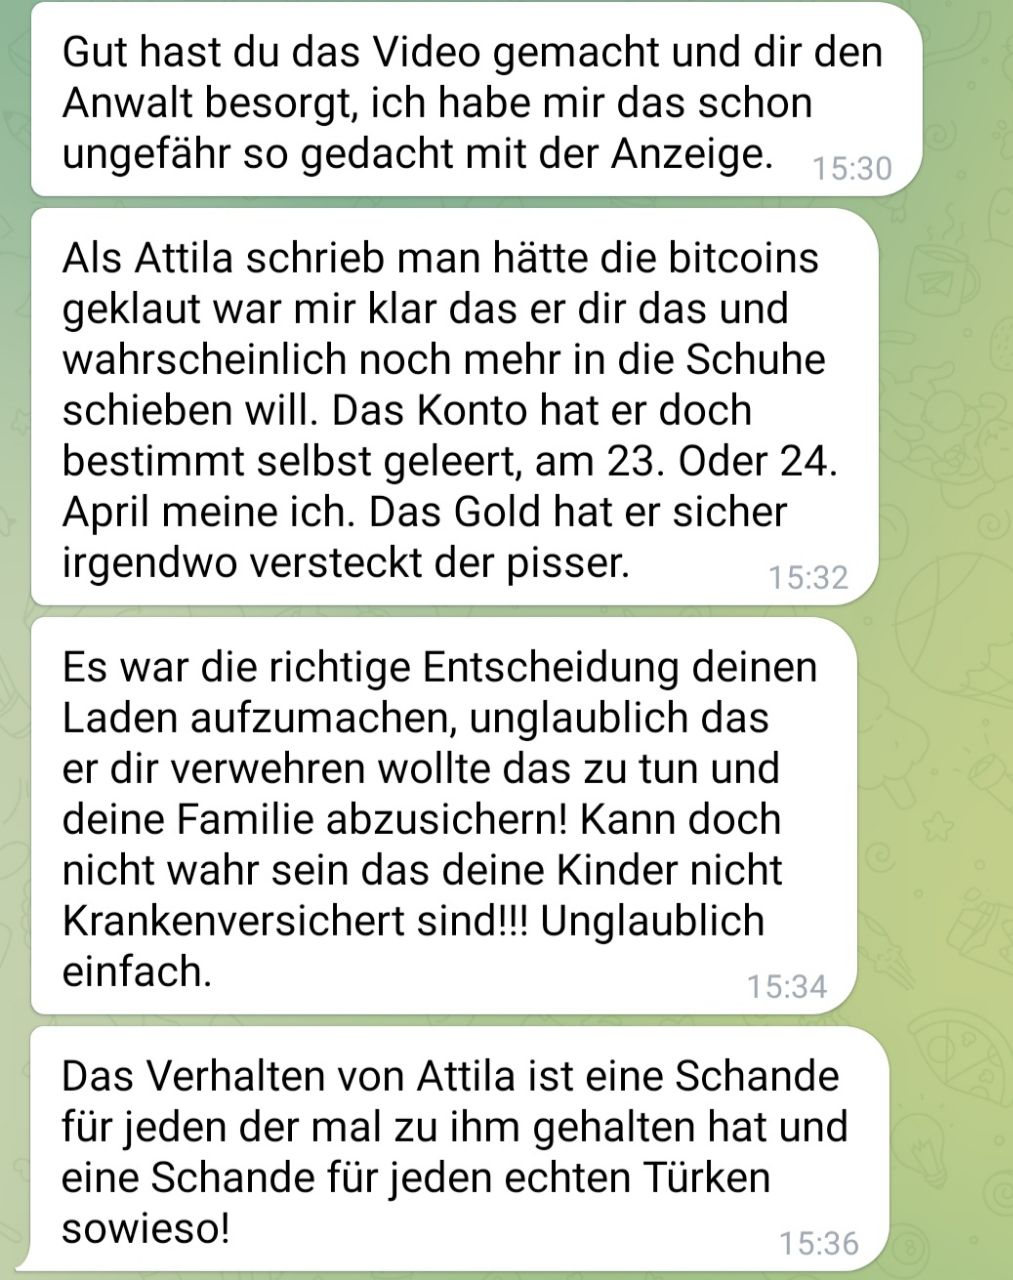 Gut hast du das Video gemacht und dir den
Anwalt besorgt, ich habe mir das schon
ungefähr so gedacht mit der Anzeige.
15:30
Als Attila schrieb man hätte die bitcoins
geklaut war mir klar das er dir das und
wahrscheinlich noch mehr in die Schuhe
schieben will. Das Konto hat er doch
bestimmt selbst geleert, am 23. Oder 24.
April meine ich. Das Gold hat er sicher
irgendwo versteckt der pisser.
15:32
Es war die richtige Entscheidung deinen
Laden aufzumachen, unglaublich das
er dir verwehren wollte das zu tun und
deine Familie abzusichern! Kann doch
nicht wahr sein das deine Kinder nicht
Krankenversichert sind!!! Unglaublich
einfach.
15:34
Das Verhalten von Attila ist eine Schande
für jeden der mal zu ihm gehalten hat und
eine Schande für jeden echten Türken
sowieso!
15:36